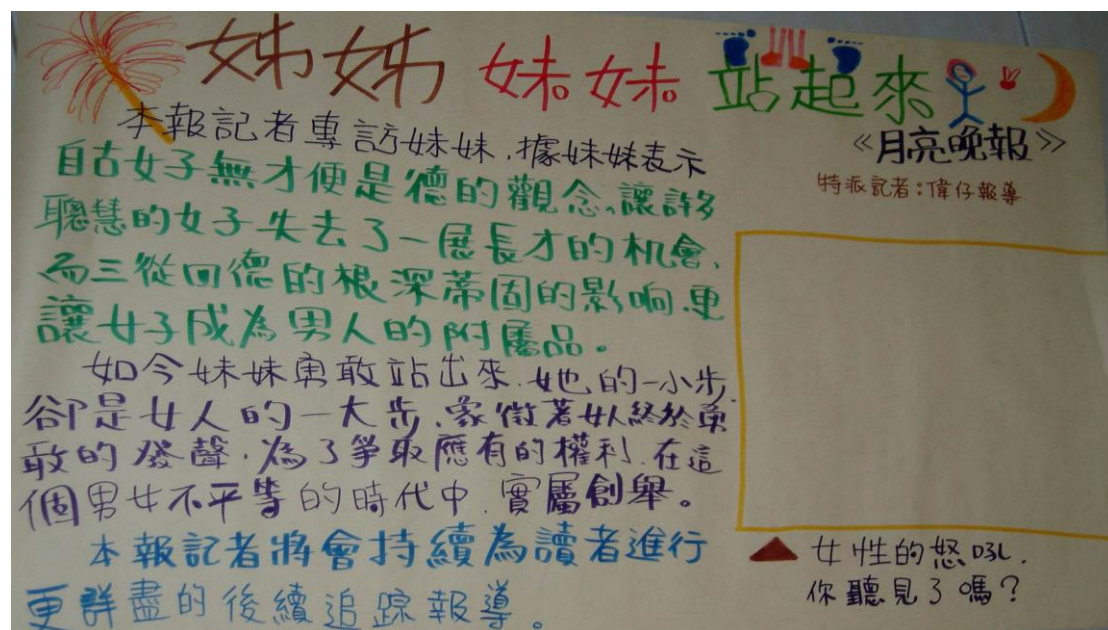 姊姊 妹妹 站起來
《月亮晚報》
特派記者：偉仔報導
本報記者專訪妹妹，據妹妹表示
自古女子無才便是德的觀念，讓許多
聰慧的女子失去了一展長才的机會，
而三從四德的根深蒂固的影响，更
讓女子成為男人的附屬品。
如今妹妹勇敢站出來，她的一小步，
卻是女人的一大步，象徵著女人終於勇
敢的發聲，為了爭取應有的權利，在這
個男女不平等的時代中，實屬創舉。
本報記者將會持續為讀者進行
更詳盡的後續追踪報導。
▲ 女性的怒吼，
你聽見了嗎？